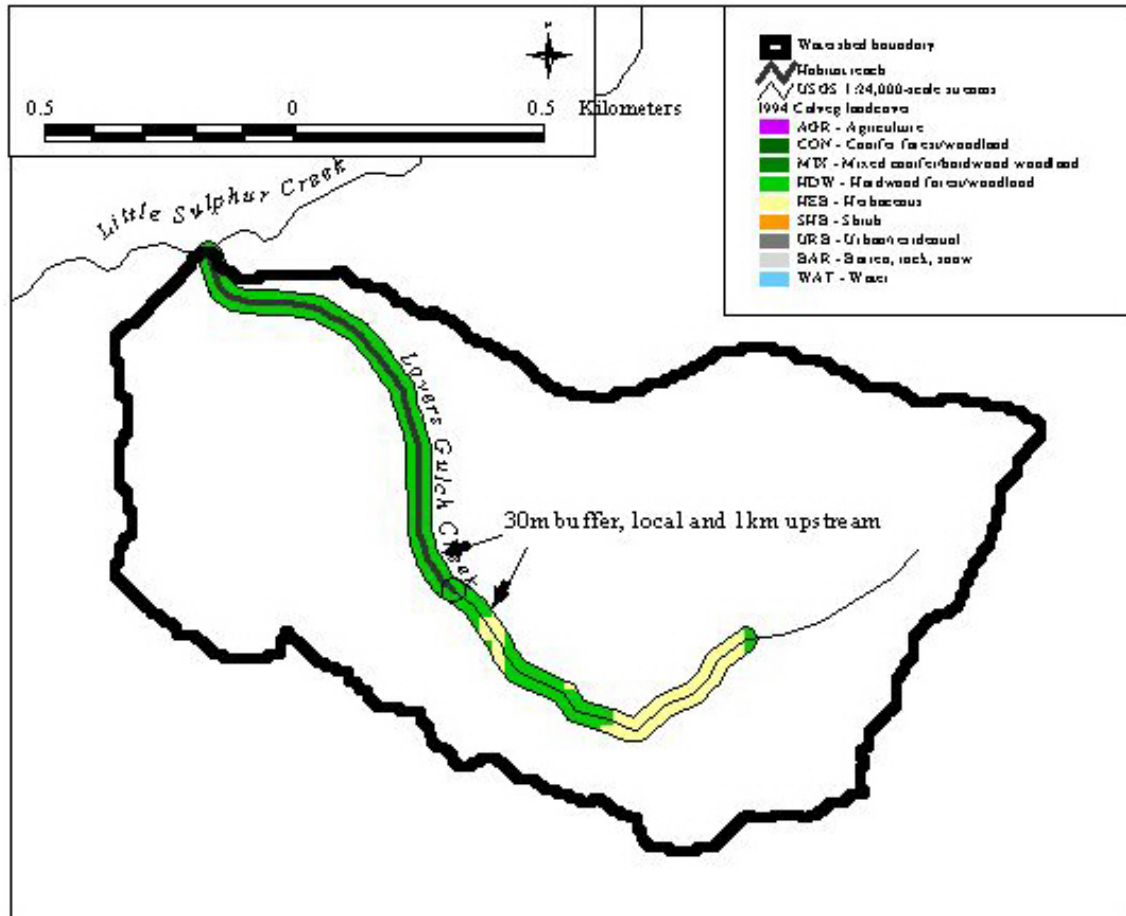 N
0.5 0 0.5 Kilometers
Watershed boundary
Habitat reach
USGS 1:24,000-scale streams
1994 Calveg landcover
AGR - Agriculture
CON - Conifer forest/woodland
MIX - Mixed conifer/hardwood woodland
HDW - Hardwood forest/woodland
HEB - Herbaceous
SHB - Shrub
URB - Urban/residential
BAR - Barren, rock, snow
WAT - Water
Little Sulphur Creek
Lovers Gulch Creek
30m buffer, local and 1km upstream